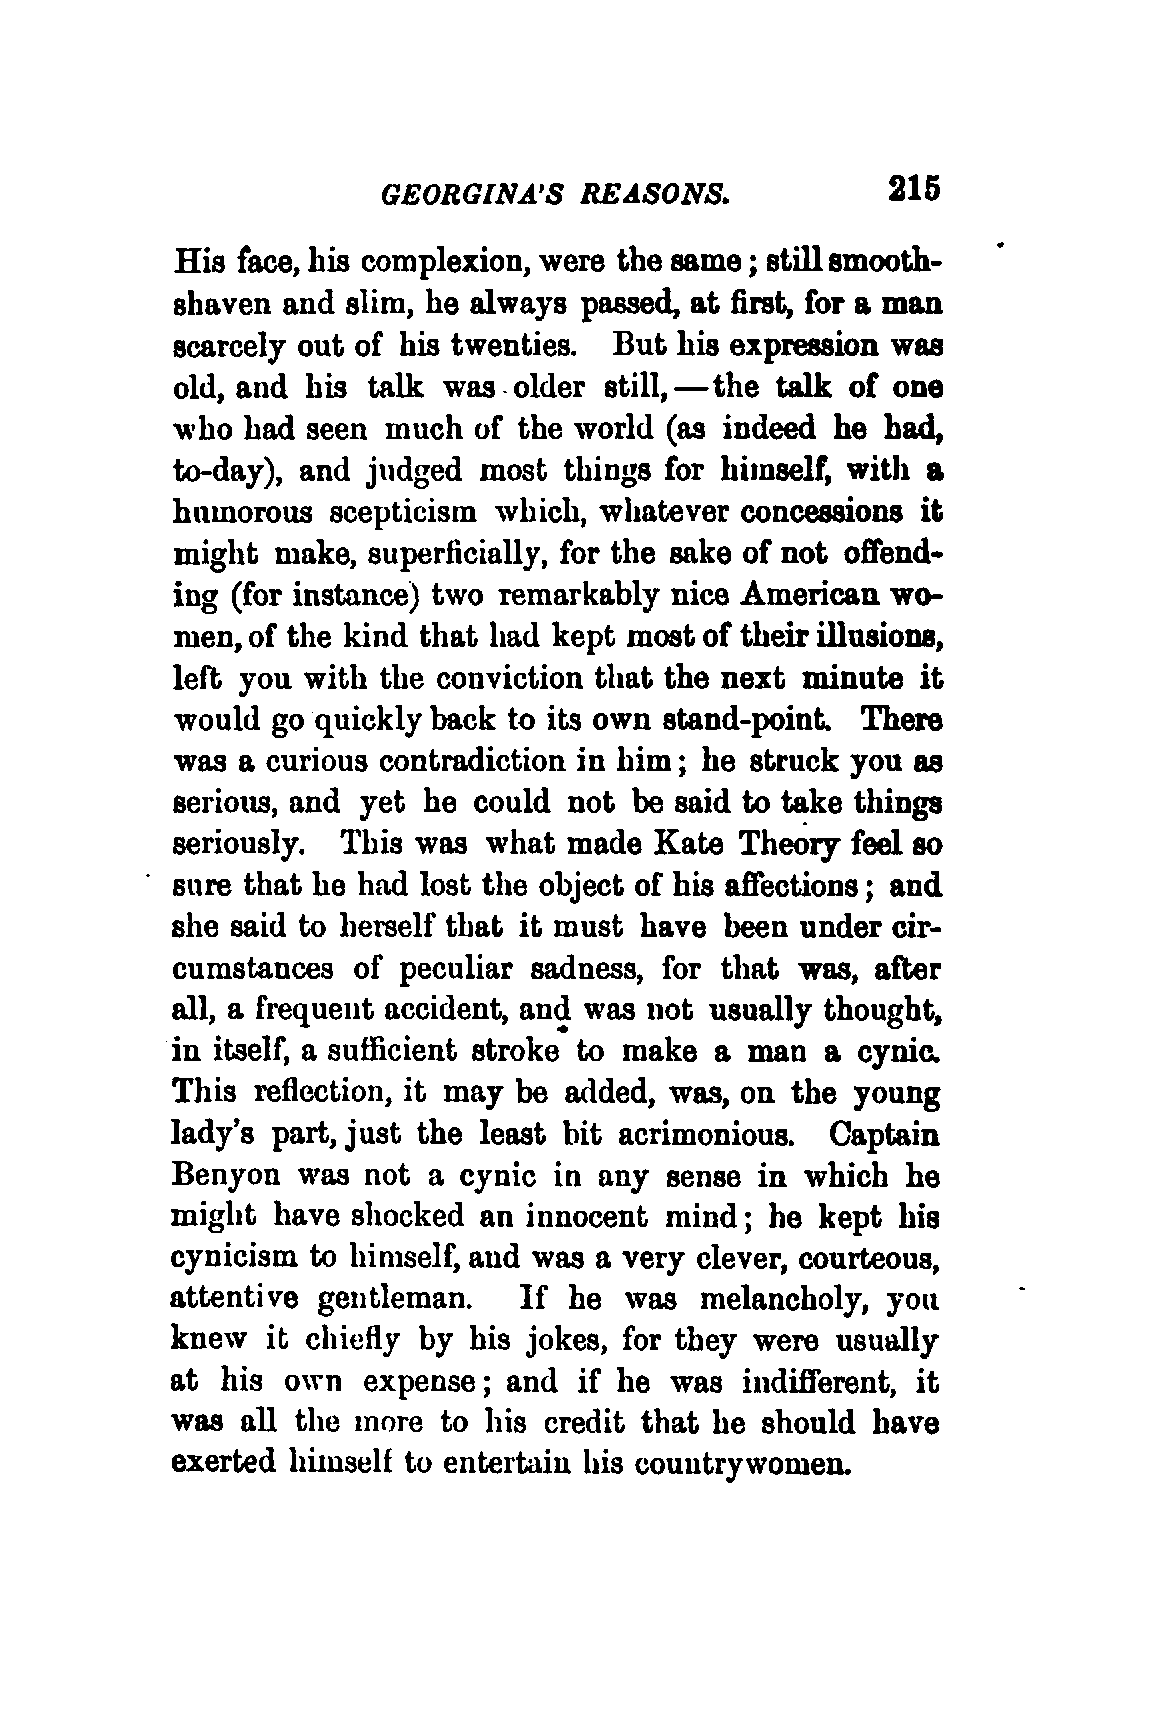 GEORGINA'S REASONS. 215
His face, his complexion, were the same; still smooth-
shaven and slim, he always passed, at first, for a man
scarcely out of his twenties. But his expression was
old, and his talk was older still,—the talk of one
who had seen much of the world (as indeed he had,
to-day), and judged most things for himself, with a
humorous scepticism which, whatever concessions it
might make, superficially, for the sake of not offend-
ing (for instance) two remarkably nice American wo-
men, of the kind that had kept most of their illusions,
left you with the conviction that the next minute it
would go quickly back to its own stand-point. There
was a curious contradiction in him; he struck you as
serious, and yet he could not be said to take things
seriously. This was what made Kate Theory feel so
sure that he had lost the object of his affections; and
she said to herself that it must have been under cir-
cumstances of peculiar sadness, for that was, after
all, a frequent accident, and was not usually thought,
in itself, a sufficient stroke to make a man a cynic.
This reflection, it may be added, was, on the young
lady's part, just the least bit acrimonious. Captain
Benyon was not a cynic in any sense in which he
might have shocked an innocent mind; he kept his
cynicism to himself, and was a very clever, courteous,
attentive gentleman. If he was melancholy, you
knew it chiefly by his jokes, for they were usually
at his own expense; and if he was indifferent, it
was all the more to his credit that he should have
exerted himself to entertain his countrywomen.